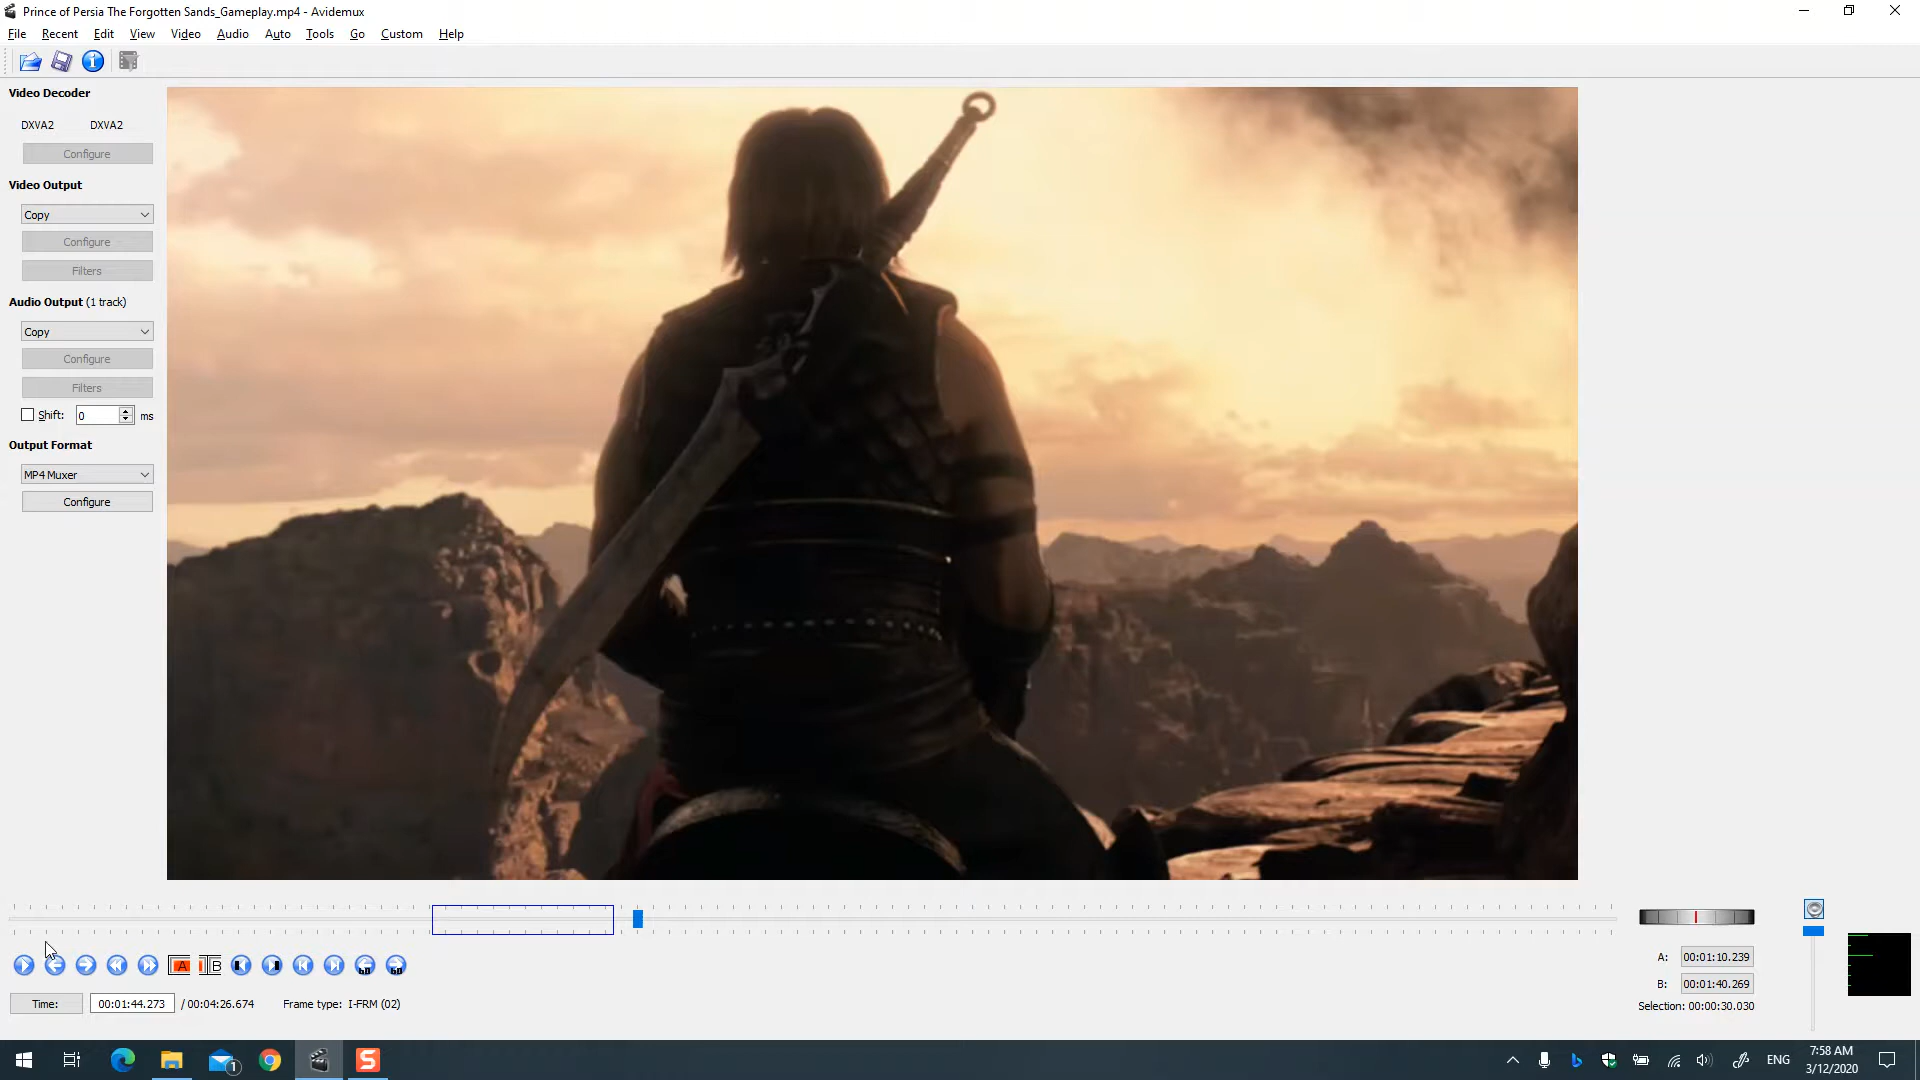 Prince of Persia The Forgotten Sands_Gameplay.mp4 - Avidemux
File Recent Edit View Video Audio Auto Tools Go Custom Help
Video Decoder
DXVA2 DXVA2
Configure
Video Output
Copy
Configure
Filters
Audio Output (1 track)
Copy
Configure
Filters
Shift: 0 ms
Output Format
MP4 Muxer
Configure
A B 60 60
A: 00:01:10.239
B: 00:01:40.269
Selection: 00:00:30.030
Time: 00:01:44.273 / 00:04:26.674 Frame type: I-FRM (02)
1 S ENG
7:58 AM
3/12/2020